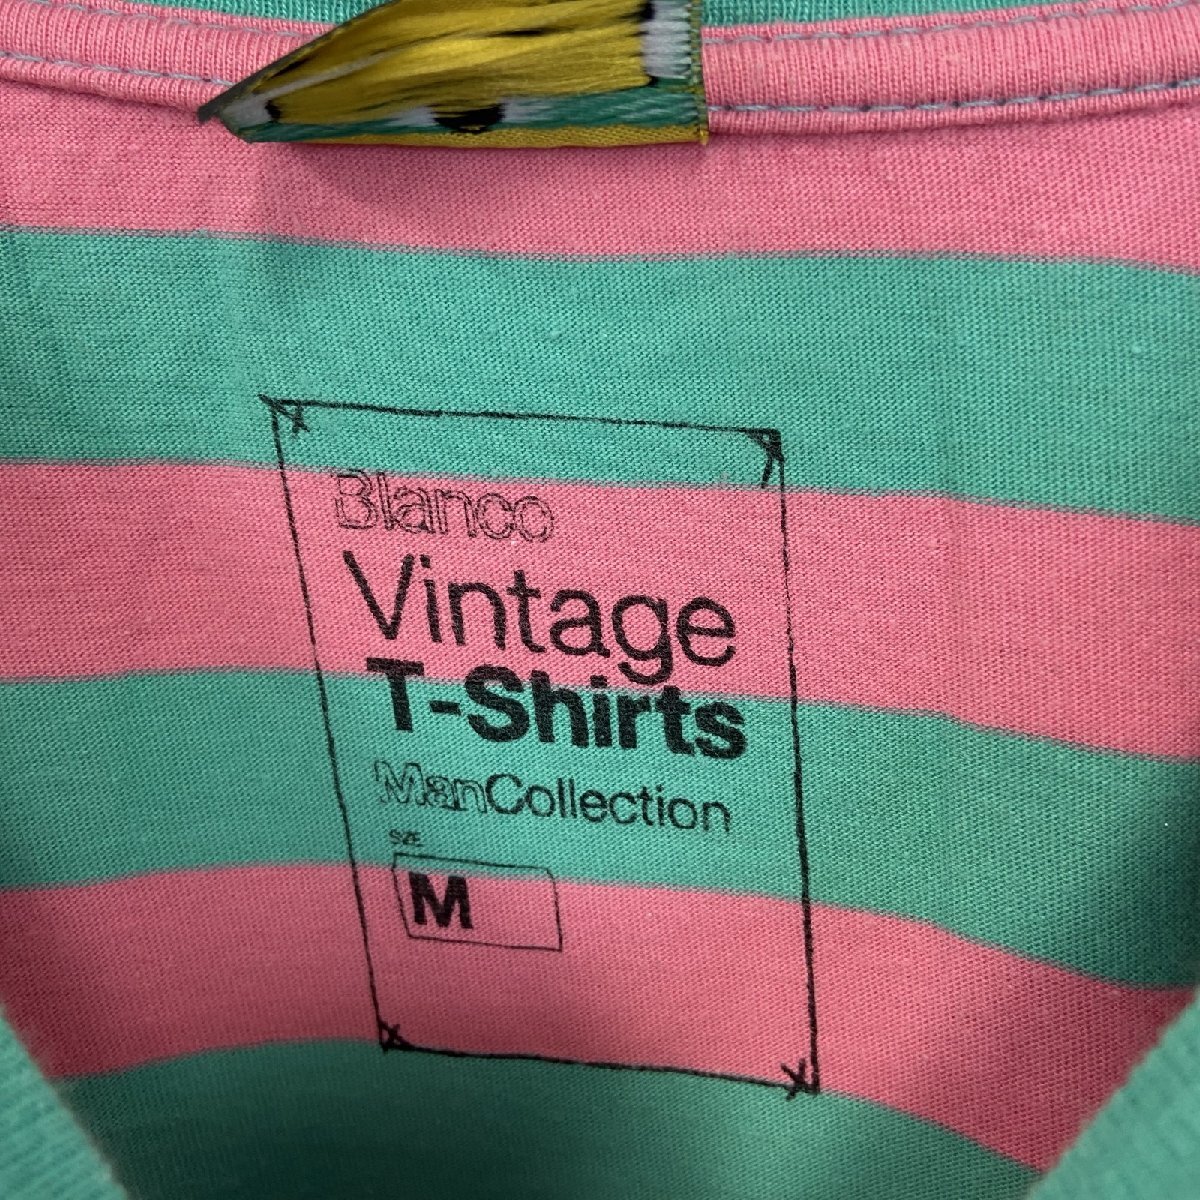 Blanco
Vintage
T-Shirts
ManCollection
SIZE
M